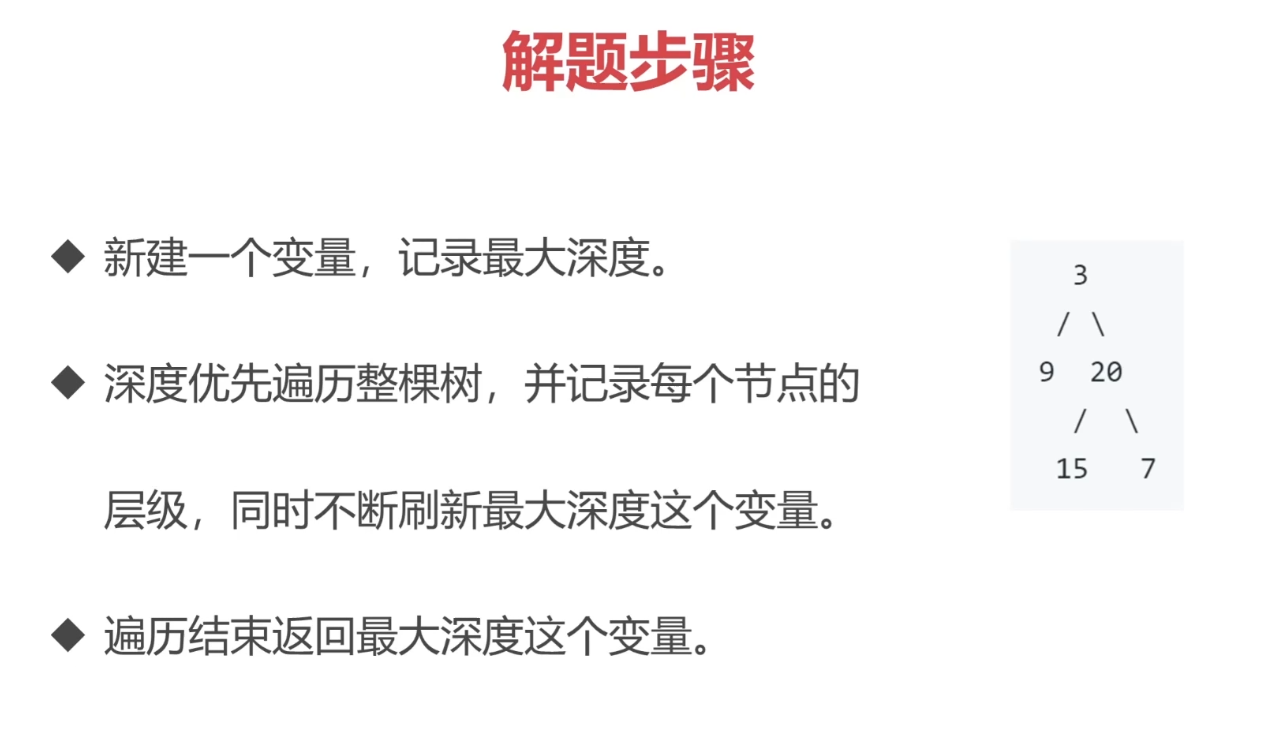 解题步骤
◆ 新建一个变量，记录最大深度。
◆ 深度优先遍历整棵树，并记录每个节点的
层级，同时不断刷新最大深度这个变量。
◆ 遍历结束返回最大深度这个变量。
3
/ \
9 20
/ \
15 7